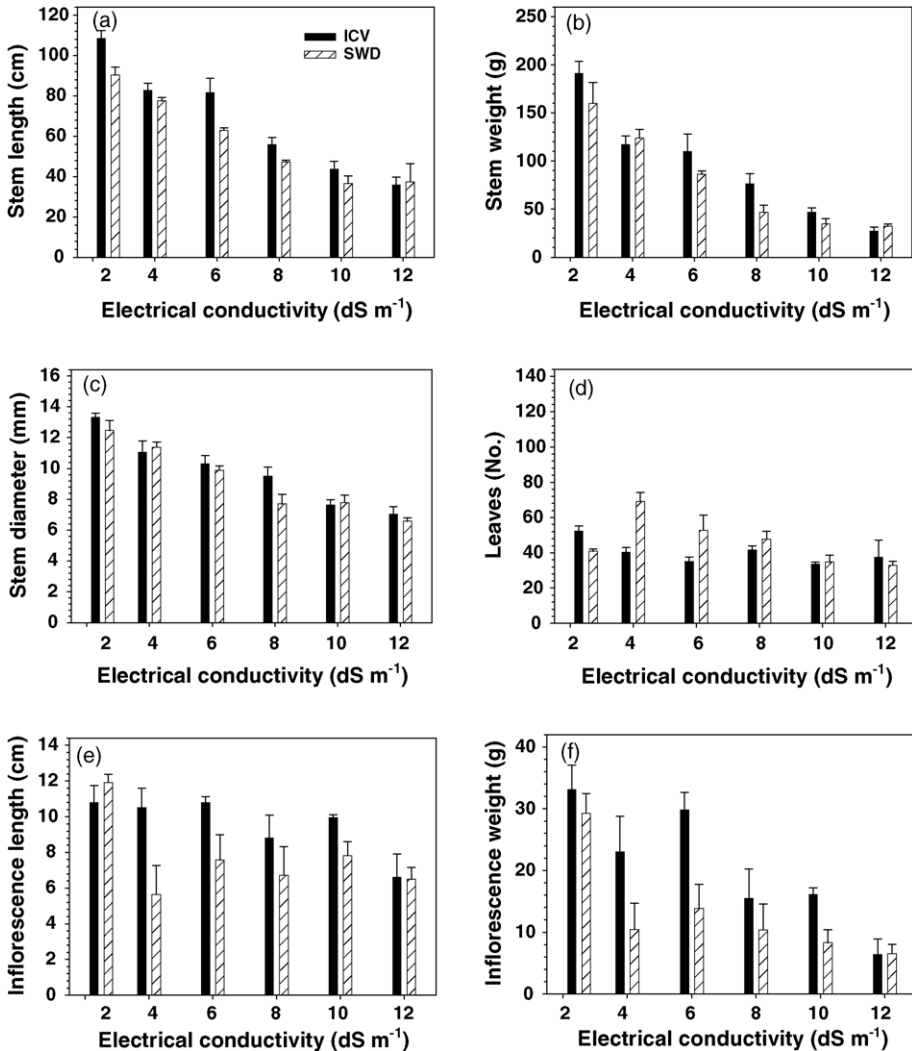 (a)
ICV
SWD
Stem length (cm)
120
100
80
60
40
20
0
2 4 6 8 10 12
Electrical conductivity (dS m⁻¹)
(b)
Stem weight (g)
250
200
150
100
50
0
2 4 6 8 10 12
Electrical conductivity (dS m⁻¹)
(c)
Stem diameter (mm)
16
14
12
10
8
6
4
2
0
2 4 6 8 10 12
Electrical conductivity (dS m⁻¹)
(d)
Leaves (No.)
140
120
100
80
60
40
20
0
2 4 6 8 10 12
Electrical conductivity (dS m⁻¹)
(e)
Inflorescence length (cm)
14
12
10
8
6
4
2
0
2 4 6 8 10 12
Electrical conductivity (dS m⁻¹)
(f)
Inflorescence weight (g)
40
30
20
10
0
2 4 6 8 10 12
Electrical conductivity (dS m⁻¹)